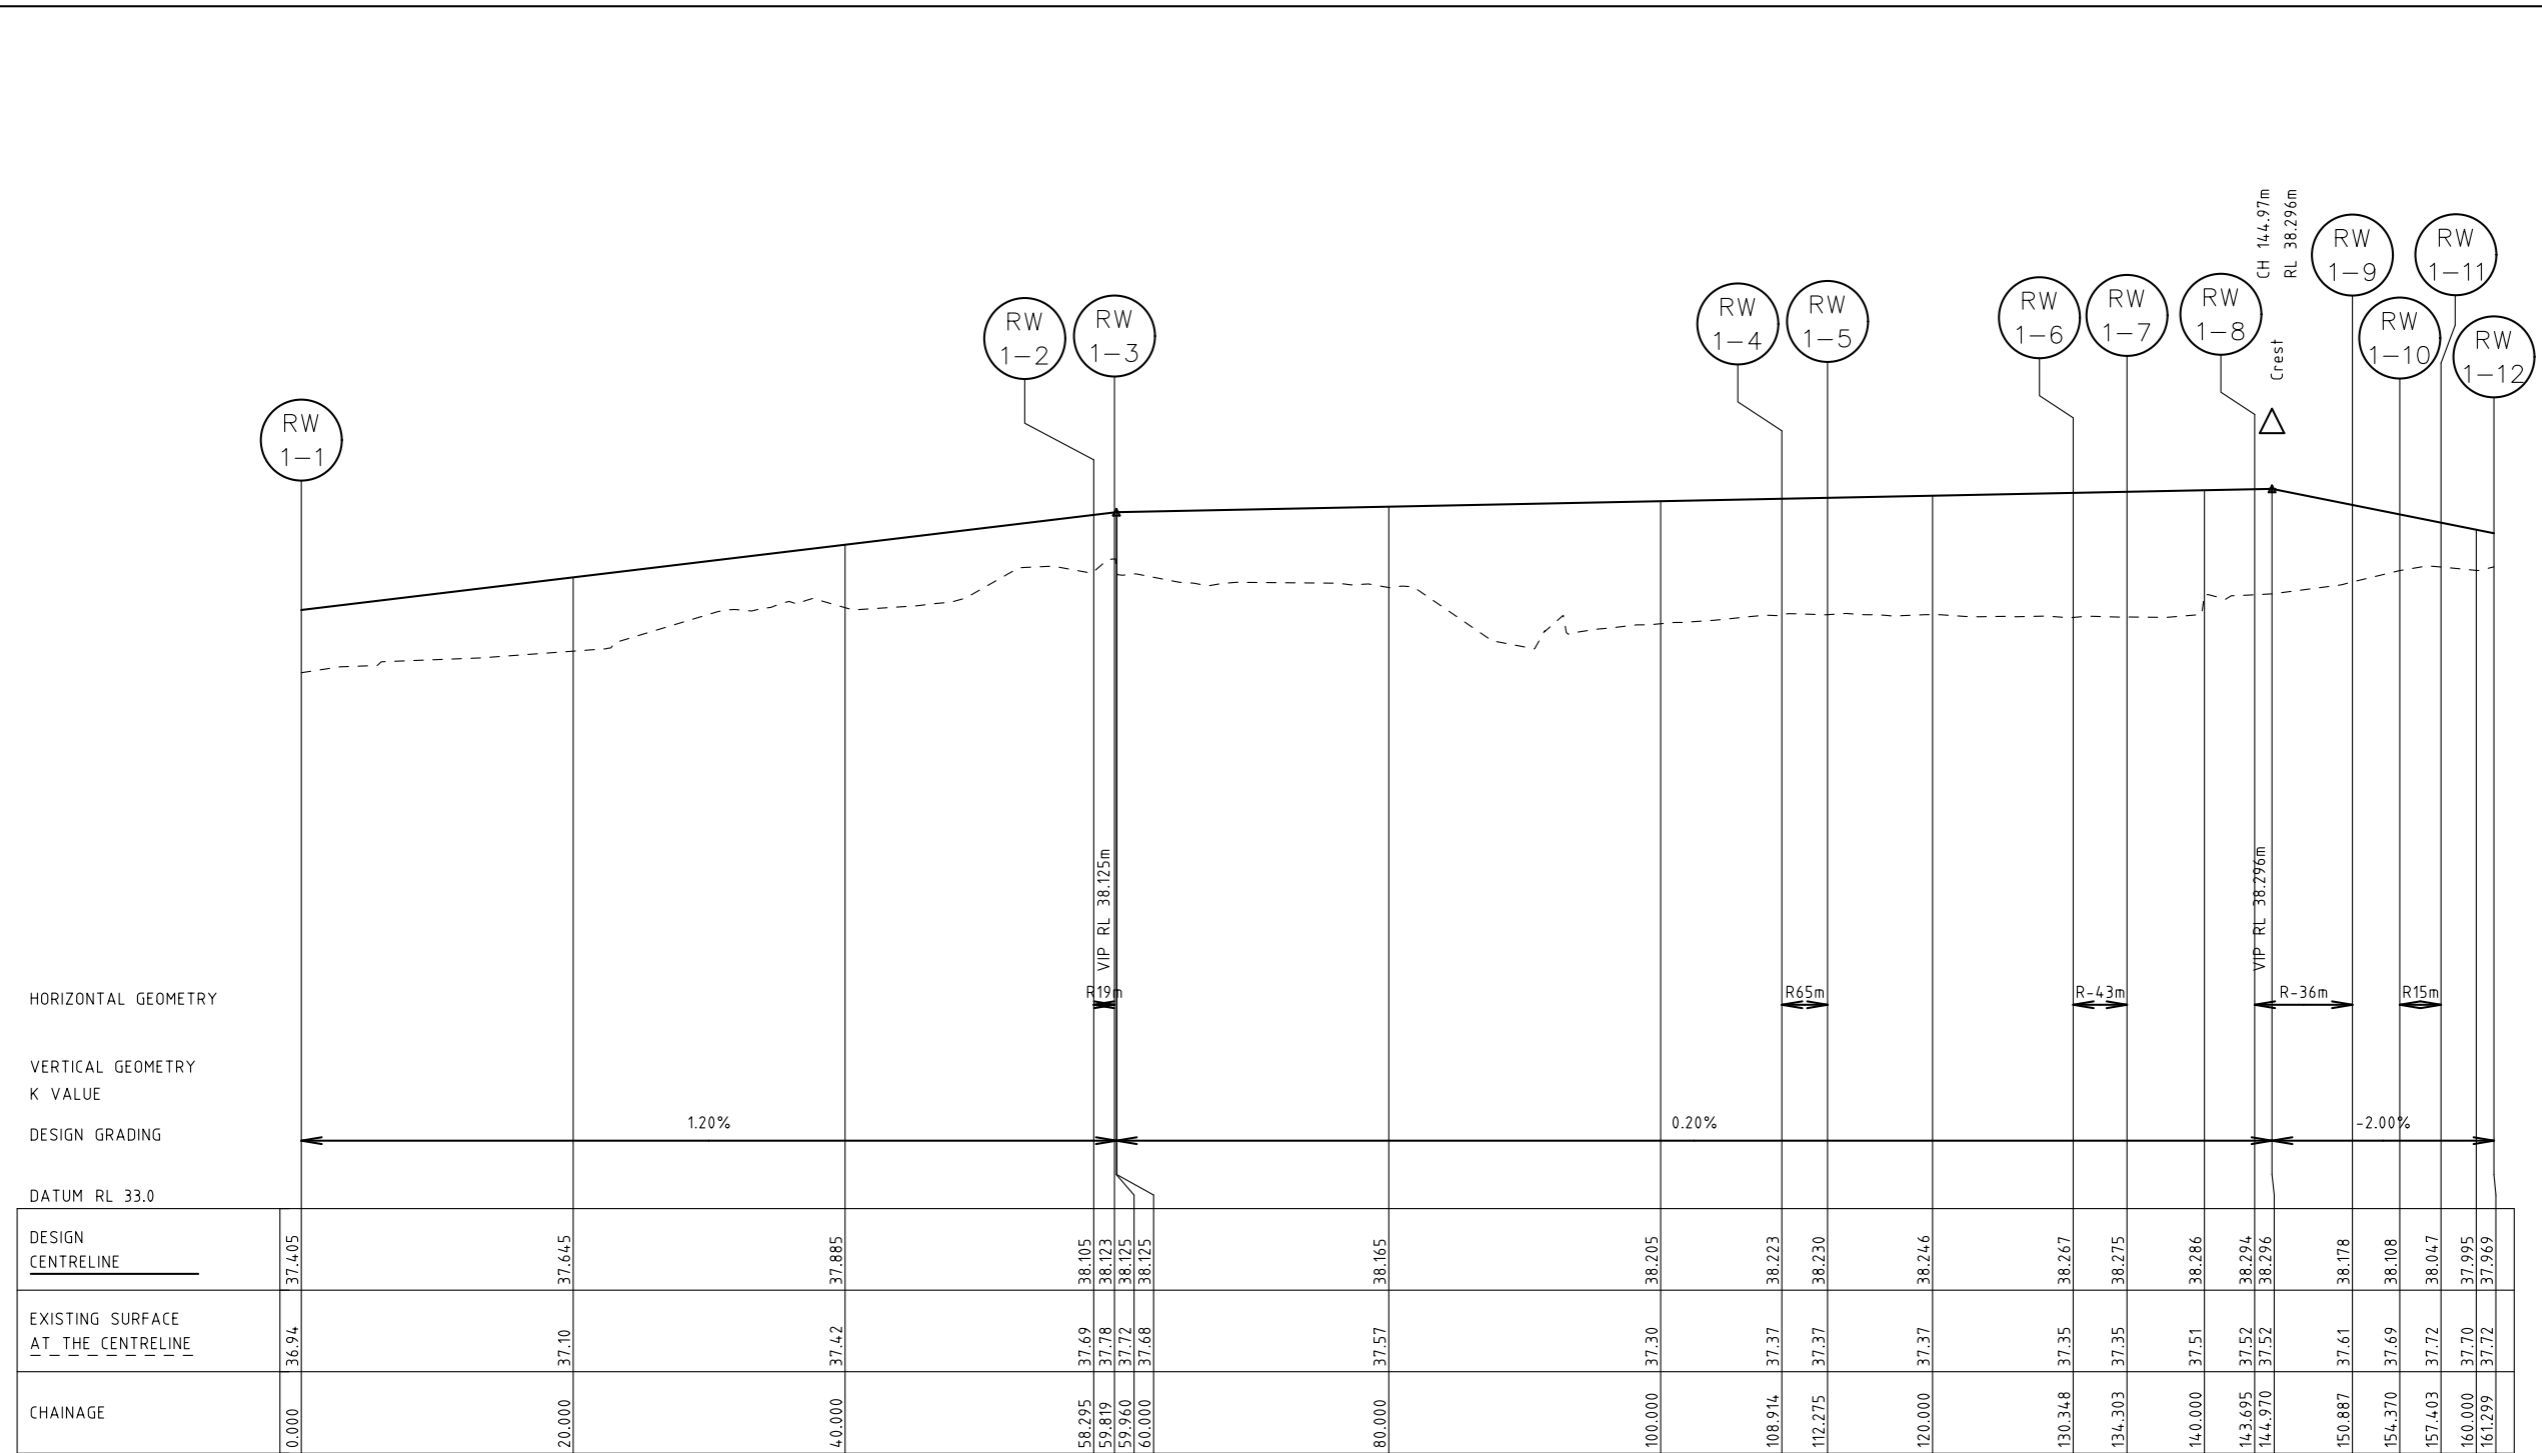 CH 144.97m
RL 38.296m
Crest
RW
1-1
RW
1-2
RW
1-3
RW
1-4
RW
1-5
RW
1-6
RW
1-7
RW
1-8
RW
1-9
RW
1-10
RW
1-11
RW
1-12
VIP RL 38.125m
VIP RL 38.296m
HORIZONTAL GEOMETRY
R19m
R65m
R-43m
R-36m
R15m
VERTICAL GEOMETRY
K VALUE
DESIGN GRADING
1.20%
0.20%
-2.00%
DATUM RL 33.0
DESIGN
CENTRELINE
37.405
37.645
37.885
38.105
38.123
38.125
38.125
38.165
38.205
38.223
38.230
38.246
38.267
38.275
38.286
38.294
38.296
38.178
38.108
38.047
37.995
37.969
EXISTING SURFACE
AT THE CENTRELINE
36.94
37.10
37.42
37.69
37.78
37.72
37.68
37.57
37.30
37.37
37.37
37.37
37.35
37.35
37.51
37.52
37.52
37.61
37.69
37.72
37.70
37.72
CHAINAGE
0.000
20.000
40.000
58.295
59.819
59.960
60.000
80.000
100.000
108.914
112.275
120.000
130.348
134.303
140.000
143.695
144.970
150.887
154.370
157.403
160.000
161.299